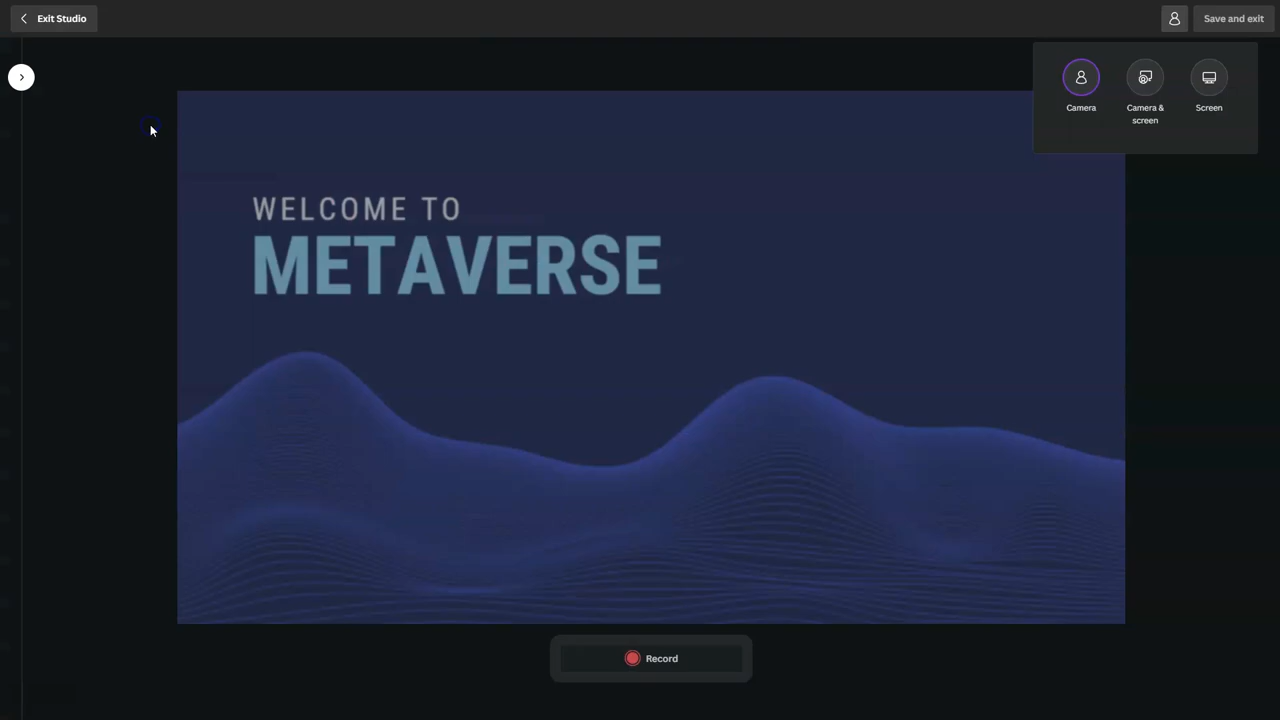 Exit Studio
Save and exit
Camera
Camera &
screen
Screen
WELCOME TO
METAVERSE
Record